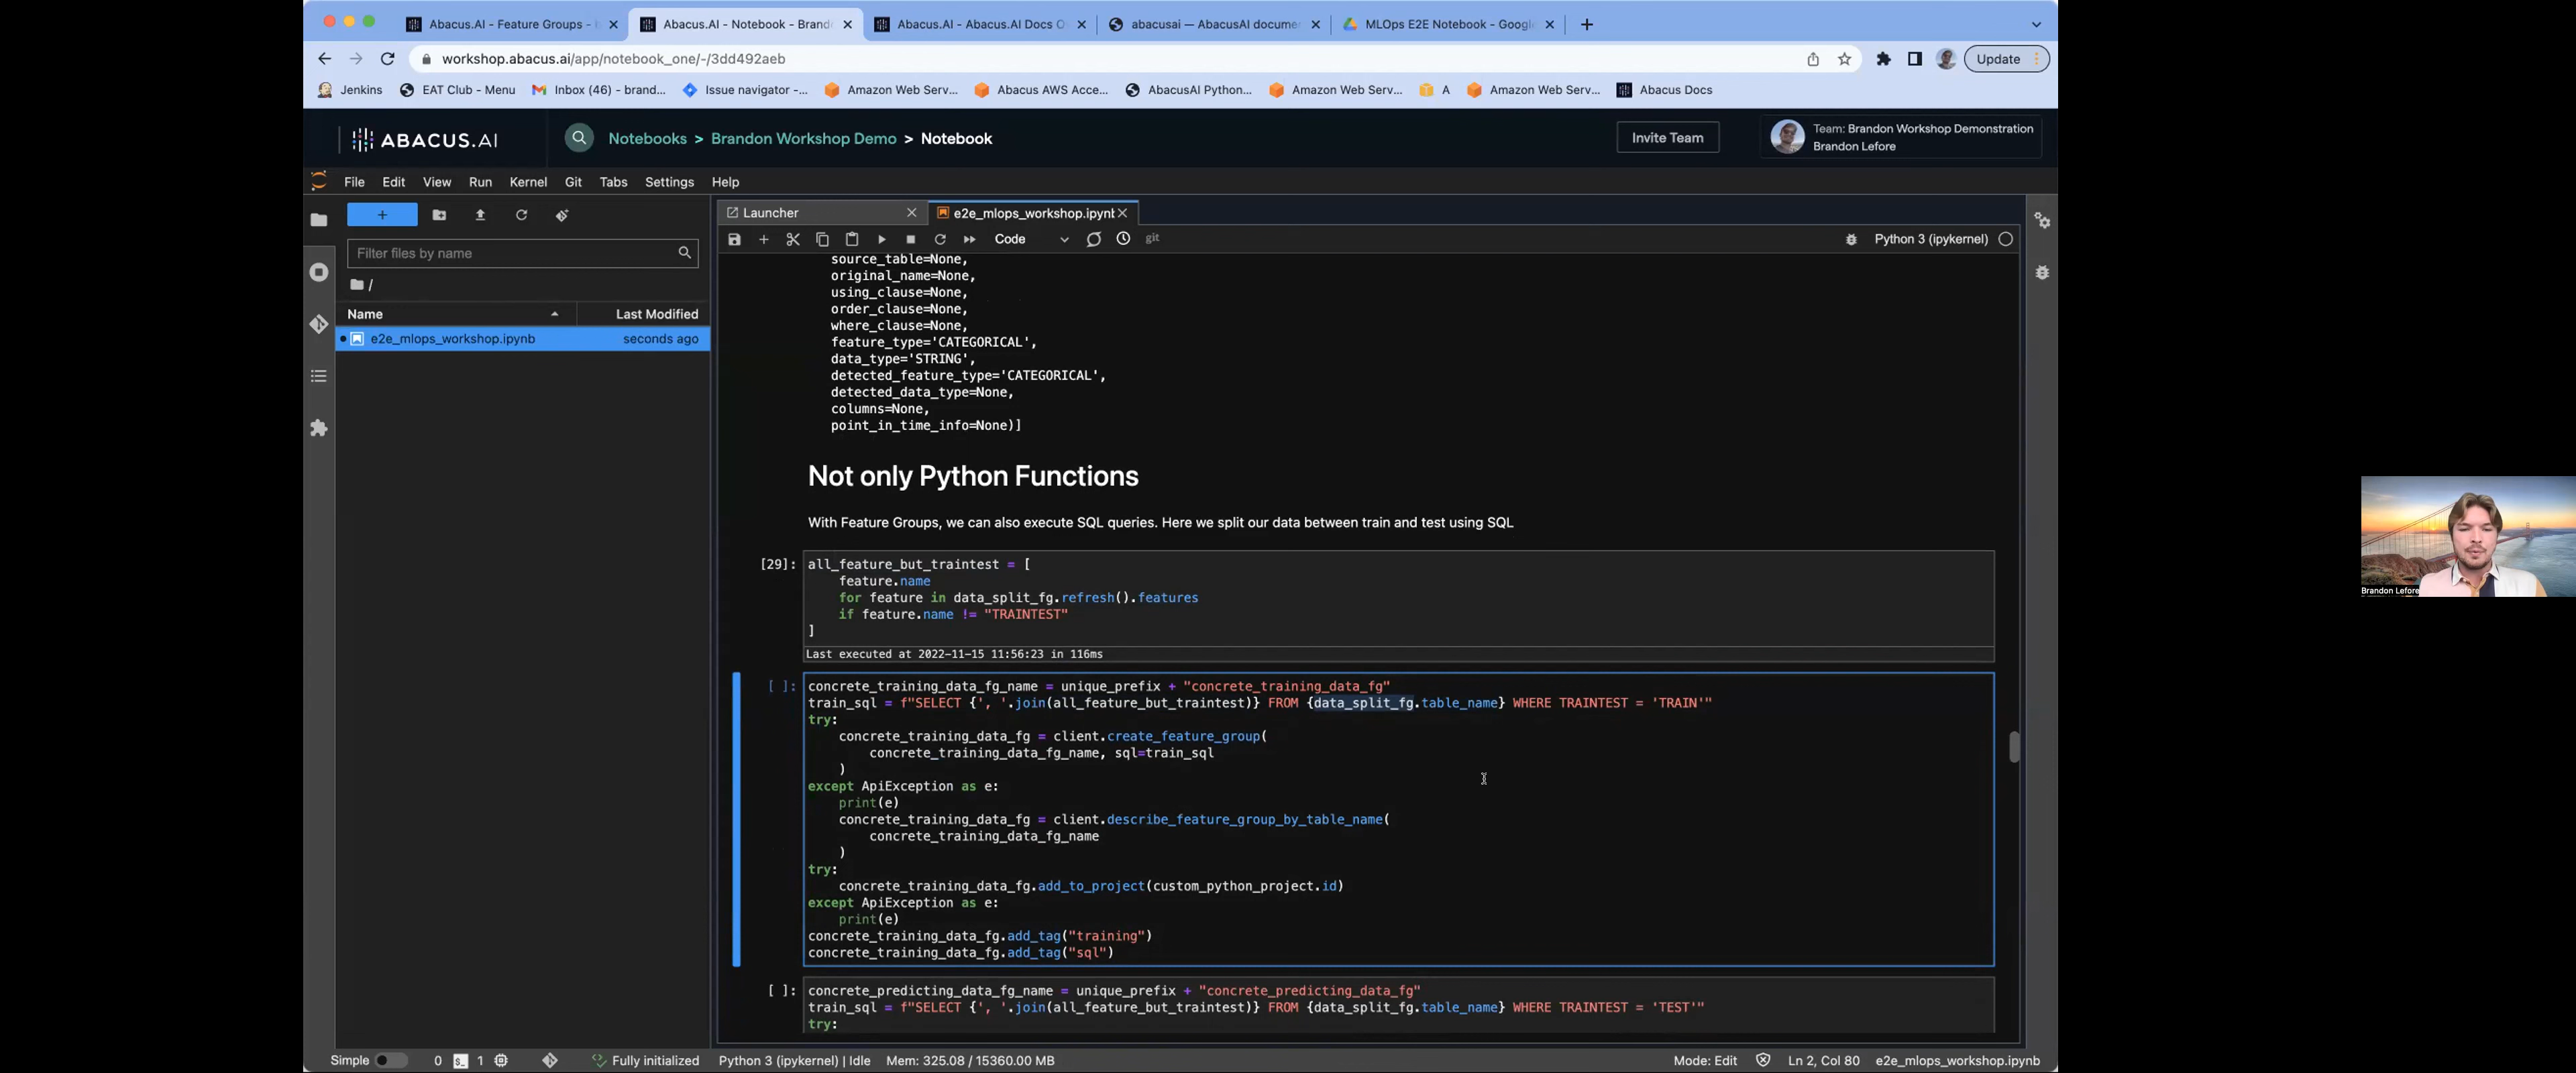 Abacus.AI - Feature Groups -
Abacus.AI - Notebook - Brand
Abacus.AI - Abacus.AI Docs O
abacusai — AbacusAI docume
MLOps E2E Notebook - Googl
workshop.abacus.ai/app/notebook_one/-/3dd492aeb
Update
Jenkins
EAT Club - Menu
Inbox (46) - brand...
Issue navigator -...
Amazon Web Serv...
Abacus AWS Acce...
AbacusAI Python...
Amazon Web Serv...
A
Amazon Web Serv...
Abacus Docs
ABACUS.AI
Notebooks > Brandon Workshop Demo > Notebook
Invite Team
Team: Brandon Workshop Demonstration
Brandon Lefore
File Edit View Run Kernel Git Tabs Settings Help
Launcher
e2e_mlops_workshop.ipynb
Code
git
Python 3 (ipykernel)
Filter files by name
/
Name
Last Modified
e2e_mlops_workshop.ipynb
seconds ago
source_table=None,
original_name=None,
using_clause=None,
order_clause=None,
where_clause=None,
feature_type='CATEGORICAL',
data_type='STRING',
detected_feature_type='CATEGORICAL',
detected_data_type=None,
columns=None,
point_in_time_info=None)]
Not only Python Functions
With Feature Groups, we can also execute SQL queries. Here we split our data between train and test using SQL
[29]:
all_feature_but_traintest = [
feature.name
for feature in data_split_fg.refresh().features
if feature.name != "TRAINTEST"
]
Last executed at 2022-11-15 11:56:23 in 116ms
[ ]:
concrete_training_data_fg_name = unique_prefix + "concrete_training_data_fg"
train_sql = f"SELECT {', '.join(all_feature_but_traintest)} FROM {data_split_fg.table_name} WHERE TRAINTEST = 'TRAIN'"
try:
concrete_training_data_fg = client.create_feature_group(
concrete_training_data_fg_name, sql=train_sql
)
except ApiException as e:
print(e)
concrete_training_data_fg = client.describe_feature_group_by_table_name(
concrete_training_data_fg_name
)
try:
concrete_training_data_fg.add_to_project(custom_python_project.id)
except ApiException as e:
print(e)
concrete_training_data_fg.add_tag("training")
concrete_training_data_fg.add_tag("sql")
[ ]:
concrete_predicting_data_fg_name = unique_prefix + "concrete_predicting_data_fg"
train_sql = f"SELECT {', '.join(all_feature_but_traintest)} FROM {data_split_fg.table_name} WHERE TRAINTEST = 'TEST'"
try:
Simple
0
1
Fully initialized
Python 3 (ipykernel) | Idle
Mem: 325.08 / 15360.00 MB
Mode: Edit
Ln 2, Col 80
e2e_mlops_workshop.ipynb
Brandon Lefore